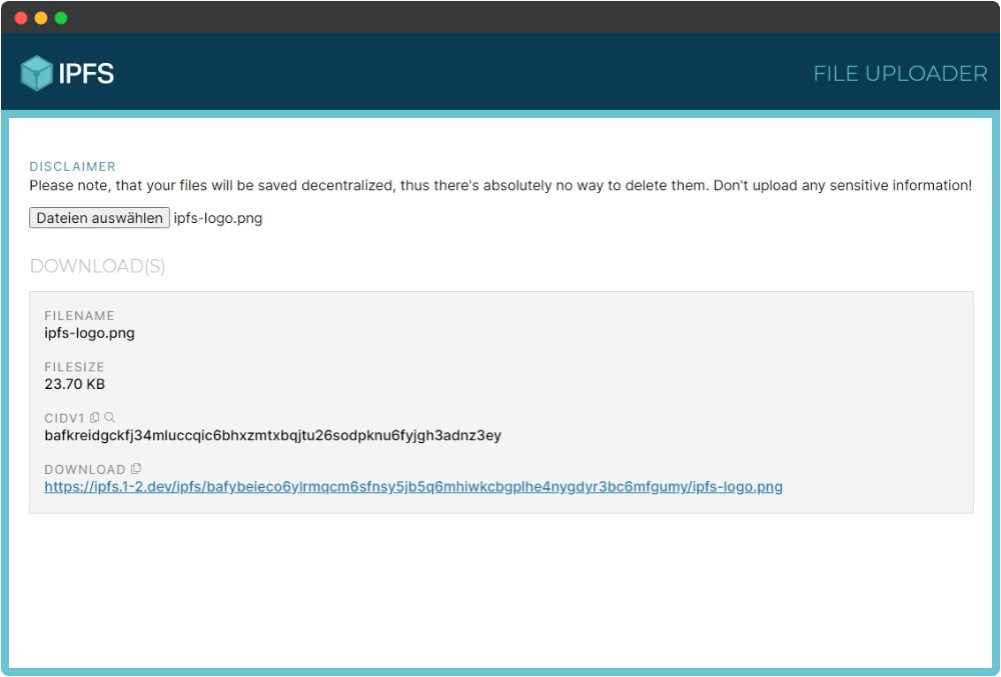 IPFS
FILE UPLOADER
DISCLAIMER
Please note, that your files will be saved decentralized, thus there's absolutely no way to delete them. Don't upload any sensitive information!
Dateien auswählen ipfs-logo.png
DOWNLOAD(S)
FILENAME
ipfs-logo.png
FILESIZE
23.70 KB
CIDV1
bafkreidgckfj34mluccqic6bhxzmtxbqjtu26sodpknu6fyjgh3adnz3ey
DOWNLOAD
https://ipfs.1-2.dev/ipfs/bafybeieco6ylrmqcm6sfnsy5jb5q6mhiwkcbgplhe4nygdyr3bc6mfgumy/ipfs-logo.png